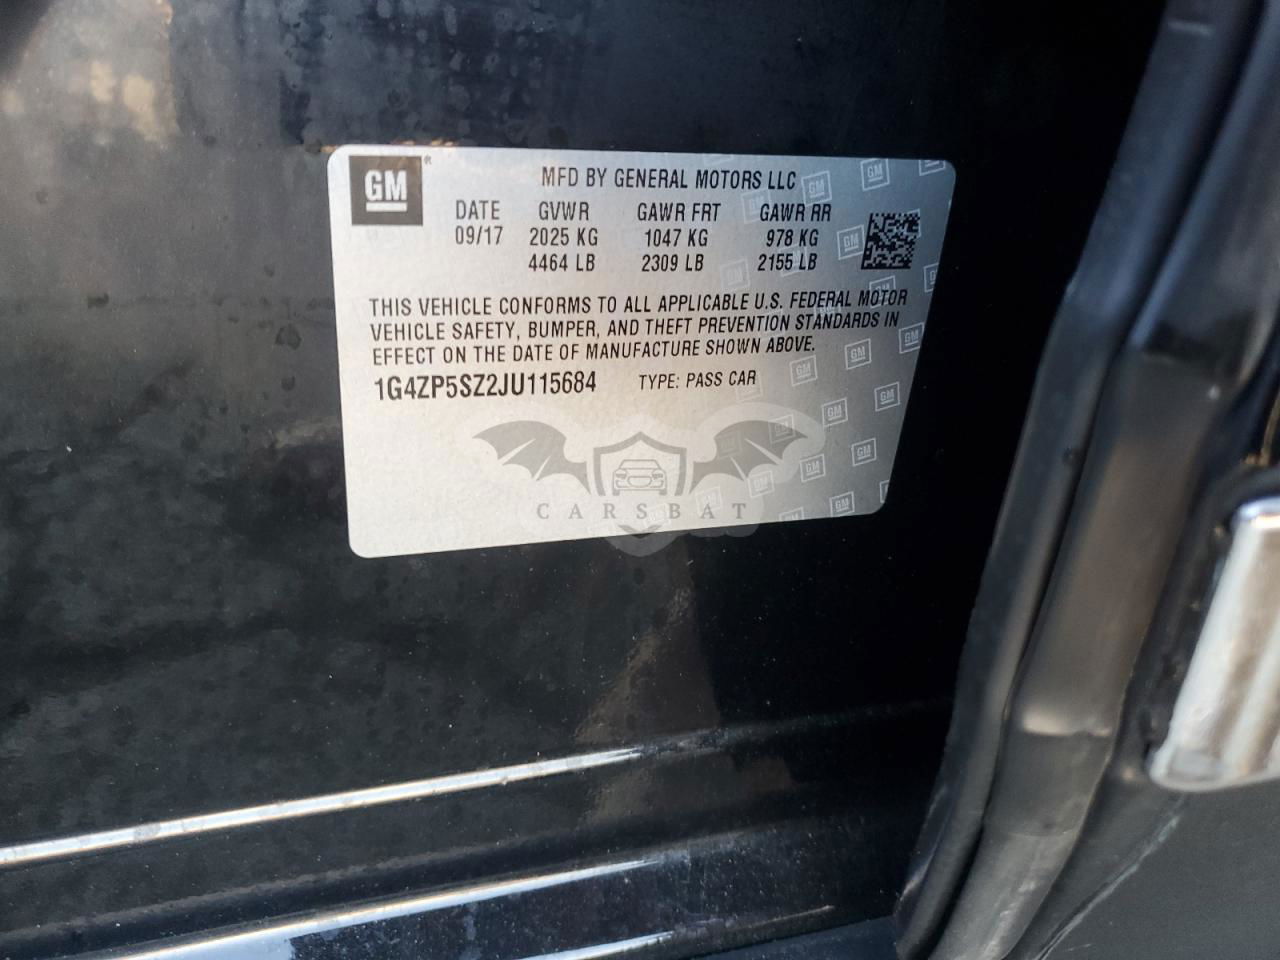 GM
MFD BY GENERAL MOTORS LLC
DATE GVWR GAWR FRT GAWR RR
09/17 2025 KG 1047 KG 978 KG
4464 LB 2309 LB 2155 LB
THIS VEHICLE CONFORMS TO ALL APPLICABLE U.S. FEDERAL MOTOR
VEHICLE SAFETY, BUMPER, AND THEFT PREVENTION STANDARDS IN
EFFECT ON THE DATE OF MANUFACTURE SHOWN ABOVE.
1G4ZP5SZ2JU115684 TYPE: PASS CAR
CARSBAT